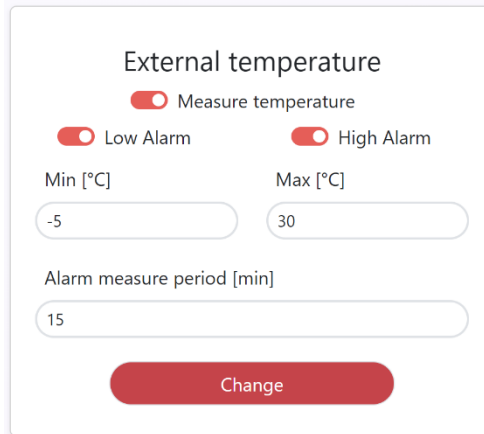 External temperature
Measure temperature
Low Alarm High Alarm
Min [°C] Max [°C]
-5 30
Alarm measure period [min]
15
Change